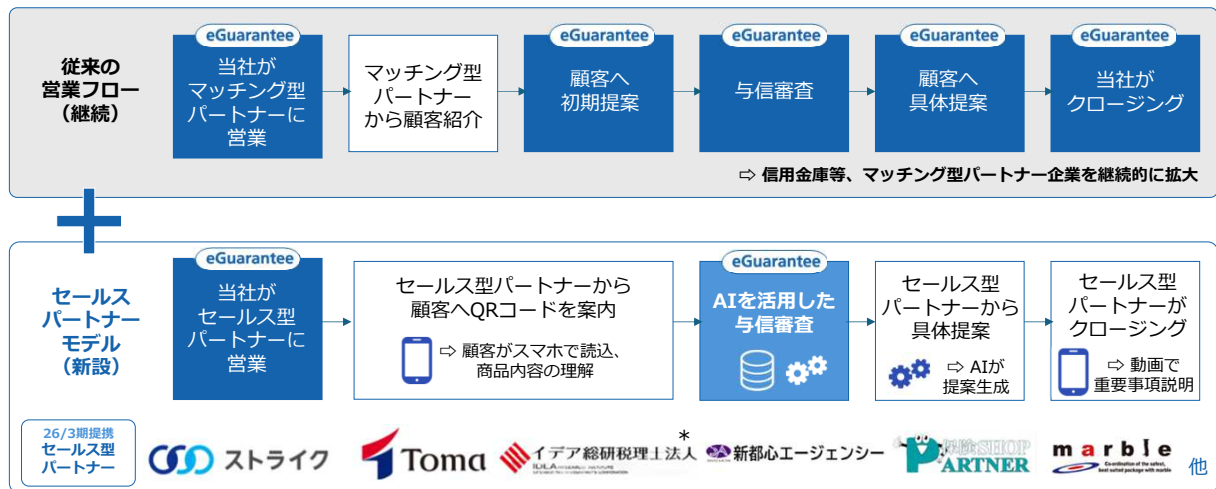 従来の
営業フロー
（継続）
eGuarantee
当社が
マッチング型
パートナーに
営業
マッチング型
パートナー
から顧客紹介
eGuarantee
顧客へ
初期提案
eGuarantee
与信審査
eGuarantee
顧客へ
具体提案
eGuarantee
当社が
クロージング
⇨ 信用金庫等、マッチング型パートナー企業を継続的に拡大
＋
セールス
パートナー
モデル
（新設）
eGuarantee
当社が
セールス型
パートナーに
営業
セールス型パートナーから
顧客へQRコードを案内
⇨ 顧客がスマホで読込、
商品内容の理解
eGuarantee
AIを活用した
与信審査
セールス型
パートナーから
具体提案
⇨ AIが
提案生成
セールス型
パートナーが
クロージング
⇨ 動画で
重要事項説明
26/3期提携
セールス型
パートナー
ストライク
Toma
イデア総研税理士法人
*
新都心エージェンシー
SHOP
PARTNER
marble
Co-ordination of the safest,
best suited package with marble
他